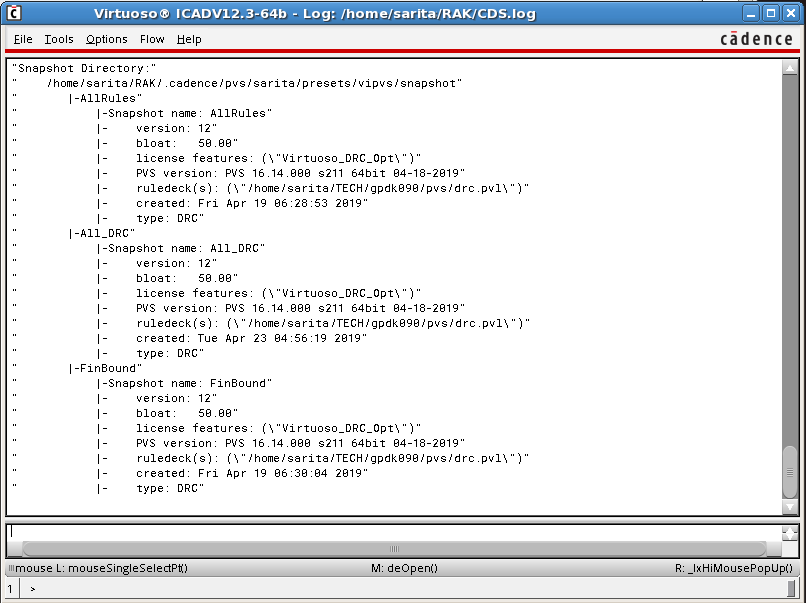 Virtuoso® ICADV12.3-64b - Log: /home/sarita/RAK/CDS.log
File Tools Options Flow Help
cādence
"Snapshot Directory:"
" /home/sarita/RAK/.cadence/pvs/sarita/presets/vipvs/snapshot"
" |-AllRules"
" |-Snapshot name: AllRules"
" |- version: 12"
" |- bloat: 50.00"
" |- license features: (\"Virtuoso_DRC_Opt\")"
" |- PVS version: PVS 16.14.000 s211 64bit 04-18-2019"
" |- ruledeck(s): (\"/home/sarita/TECH/gpdk090/pvs/drc.pvl\")"
" |- created: Fri Apr 19 06:28:53 2019"
" |- type: DRC"
" |-All_DRC"
" |-Snapshot name: All_DRC"
" |- version: 12"
" |- bloat: 50.00"
" |- license features: (\"Virtuoso_DRC_Opt\")"
" |- PVS version: PVS 16.14.000 s211 64bit 04-18-2019"
" |- ruledeck(s): (\"/home/sarita/TECH/gpdk090/pvs/drc.pvl\")"
" |- created: Tue Apr 23 04:56:19 2019"
" |- type: DRC"
" |-FinBound"
" |-Snapshot name: FinBound"
" |- version: 12"
" |- bloat: 50.00"
" |- license features: (\"Virtuoso_DRC_Opt\")"
" |- PVS version: PVS 16.14.000 s211 64bit 04-18-2019"
" |- ruledeck(s): (\"/home/sarita/TECH/gpdk090/pvs/drc.pvl\")"
" |- created: Fri Apr 19 06:30:04 2019"
" |- type: DRC"
mouse L: mouseSingleSelectPt() M: deOpen() R: _lxHiMousePopUp()
1 >